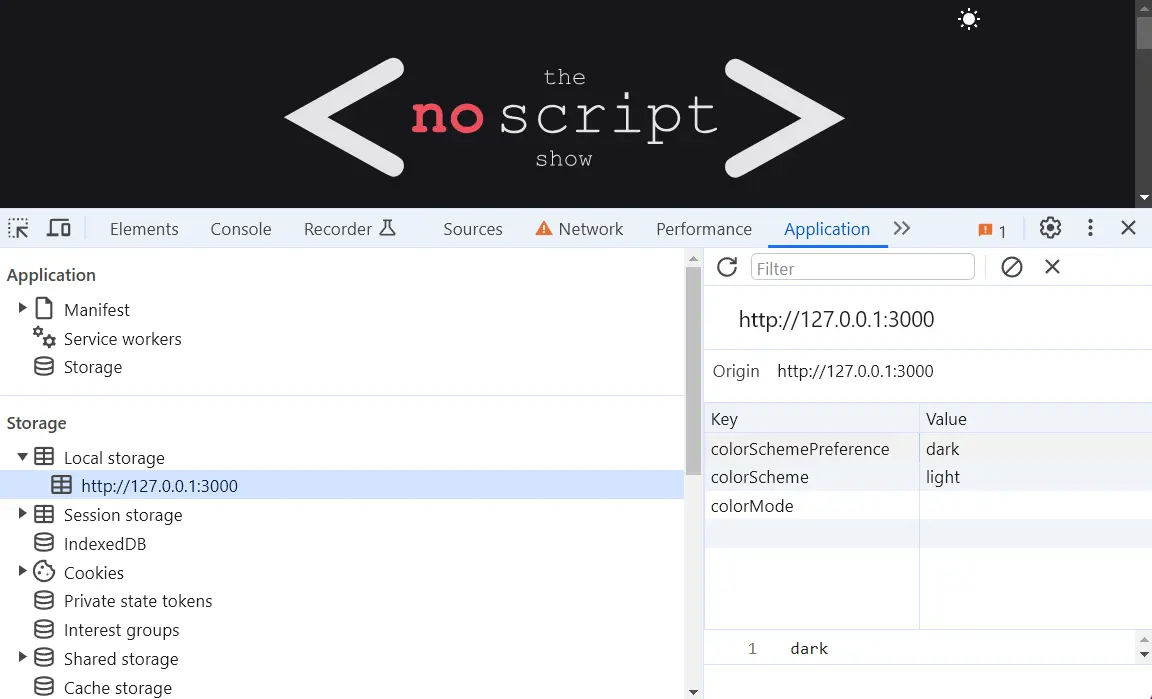 the
no script
show
Elements Console Recorder Sources Network Performance Application 1
Application
Manifest
Service workers
Storage
Storage
Local storage
http://127.0.0.1:3000
Session storage
IndexedDB
Cookies
Private state tokens
Interest groups
Shared storage
Cache storage
Filter
http://127.0.0.1:3000
Origin http://127.0.0.1:3000
Key Value
colorSchemePreference dark
colorScheme light
colorMode
1 dark